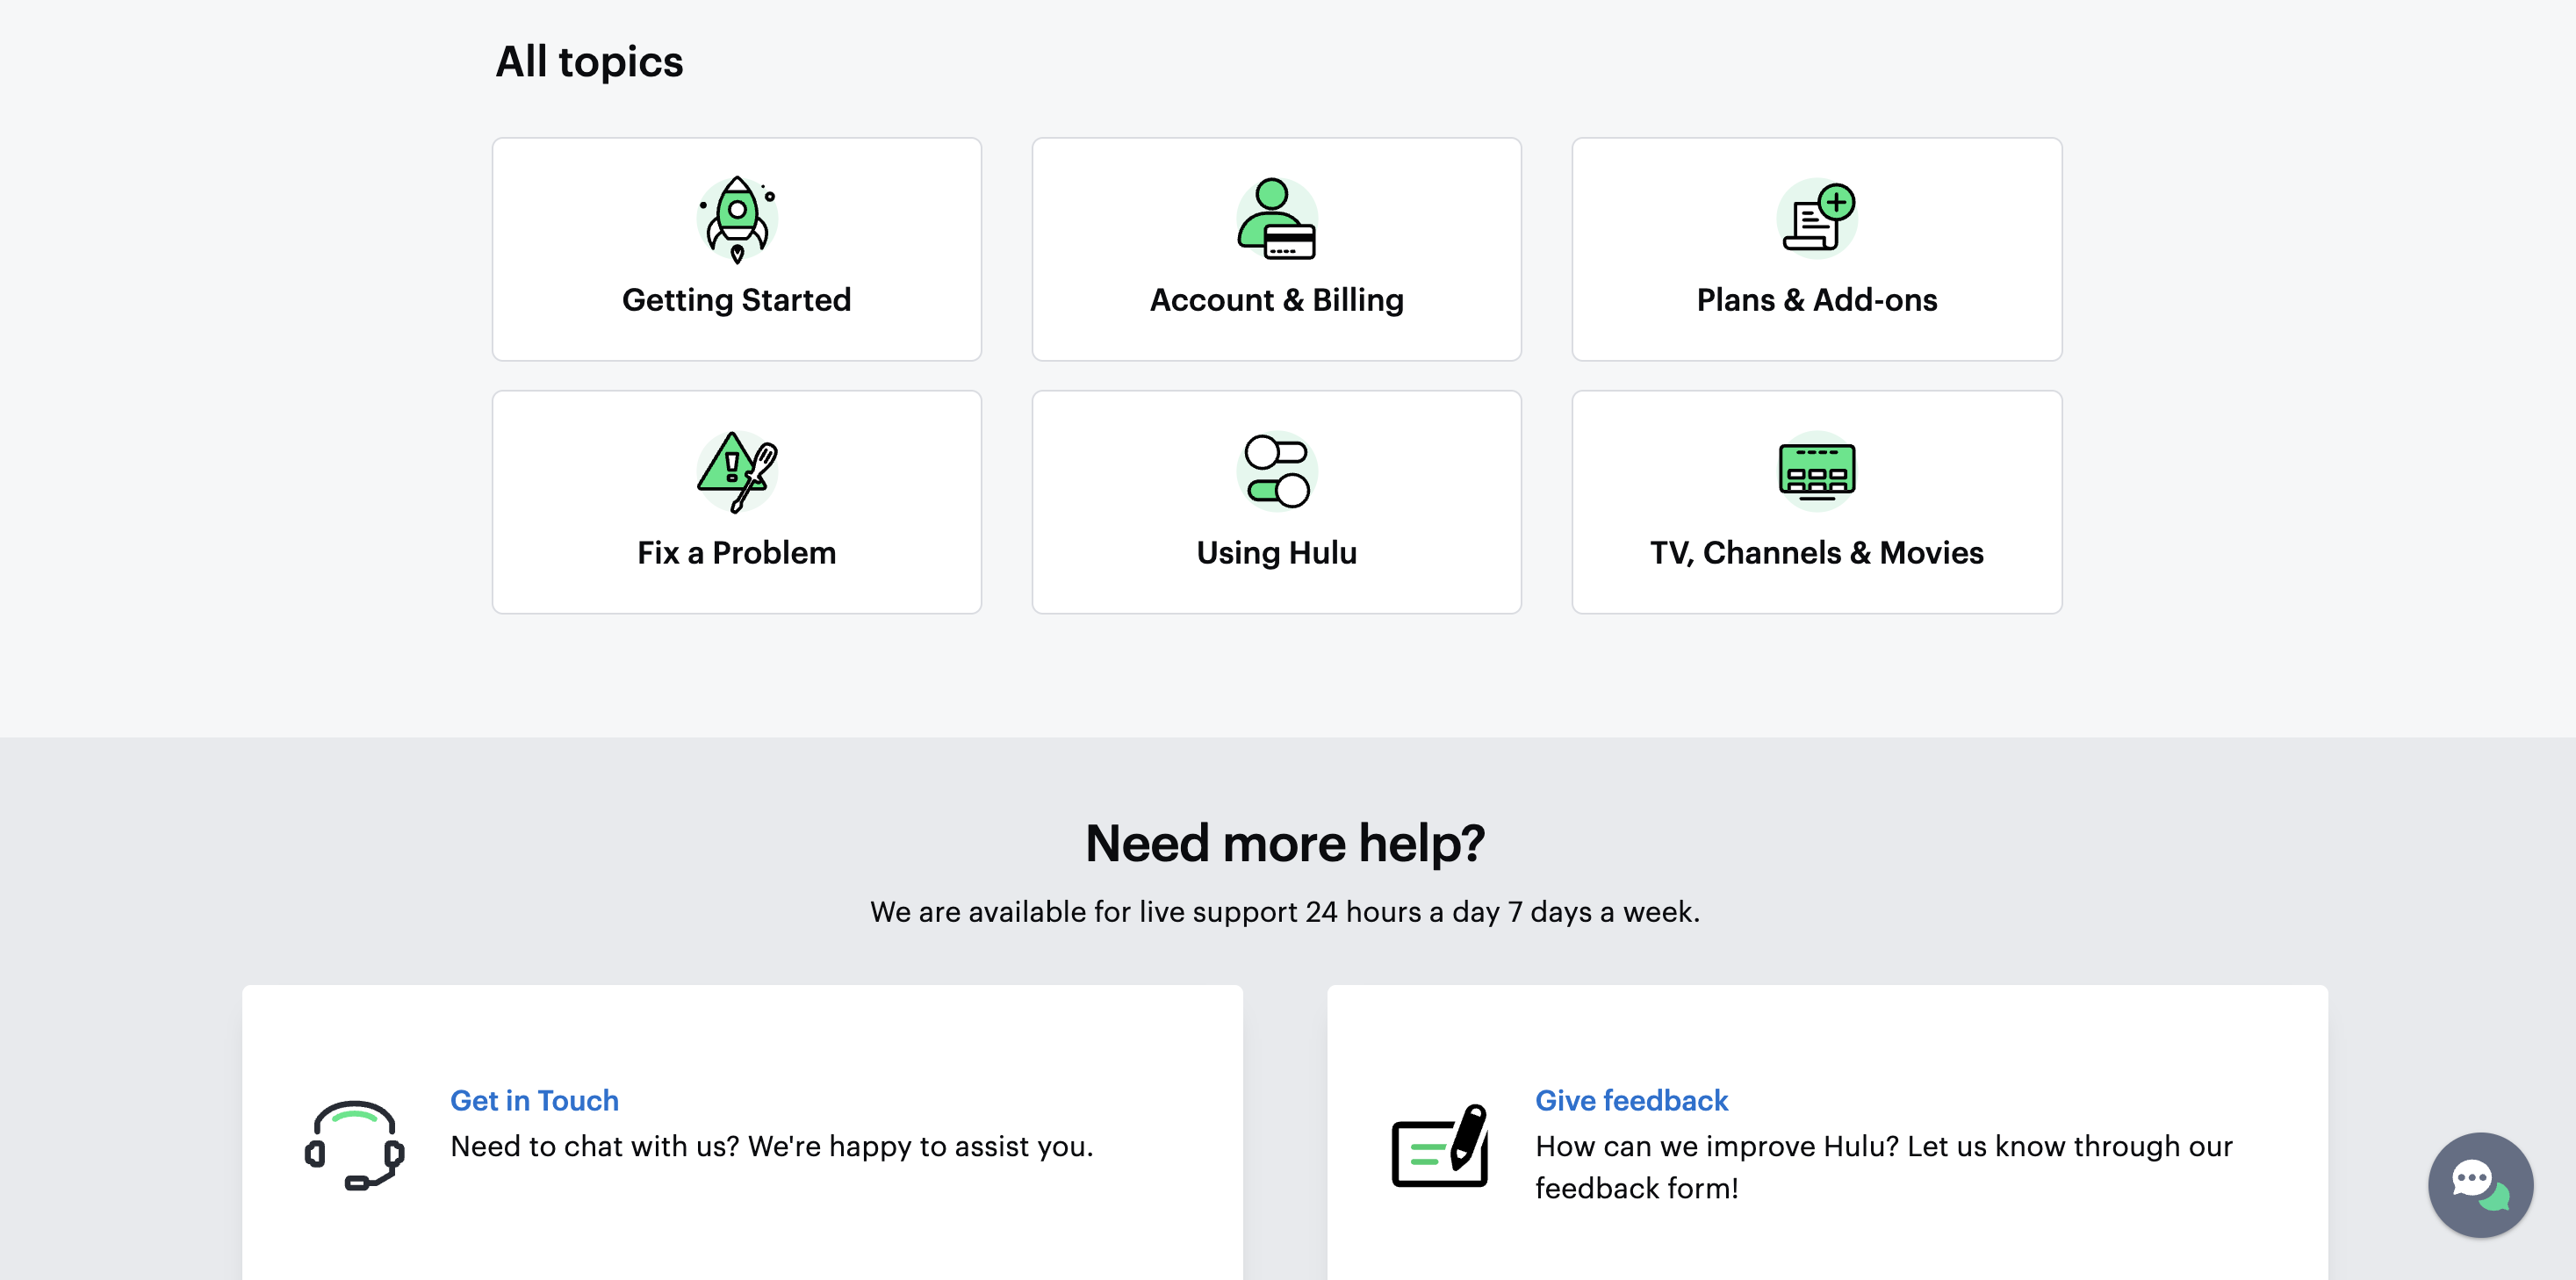 All topics
Getting Started
Account & Billing
Plans & Add-ons
Fix a Problem
Using Hulu
TV, Channels & Movies
Need more help?
We are available for live support 24 hours a day 7 days a week.
Get in Touch
Need to chat with us? We're happy to assist you.
Give feedback
How can we improve Hulu? Let us know through our
feedback form!